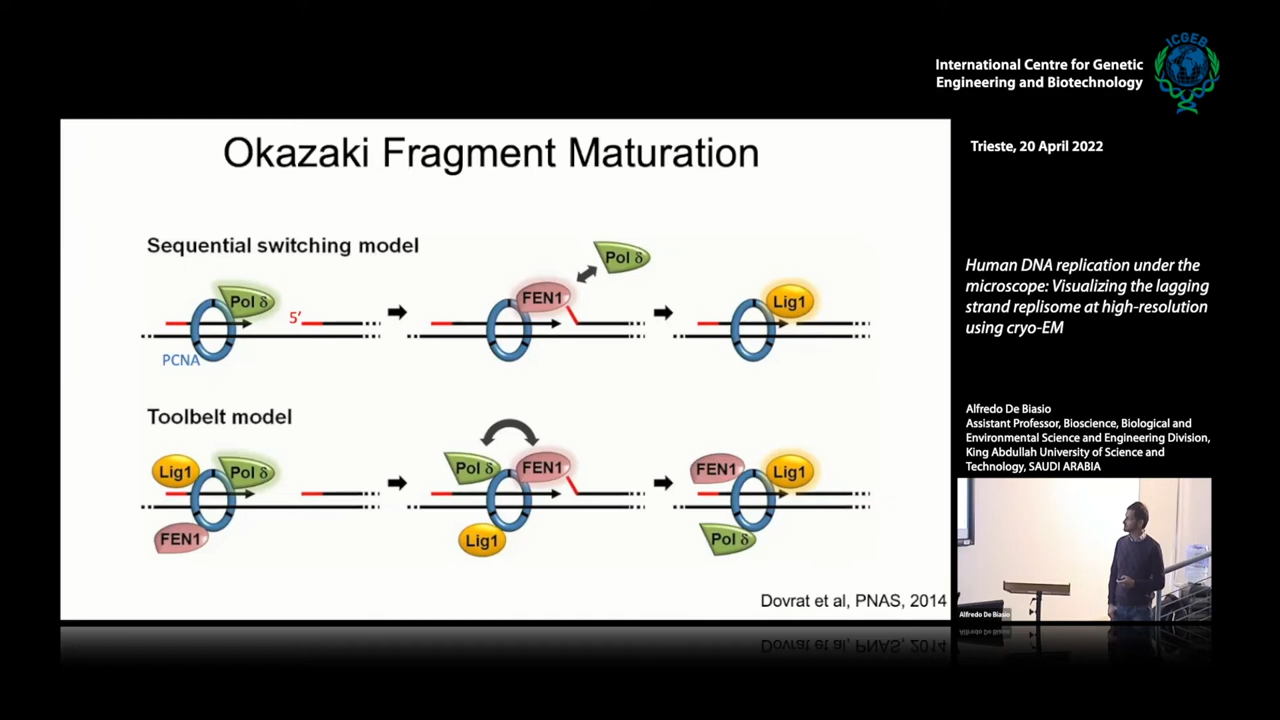 ICGEB
International Centre for Genetic
Engineering and Biotechnology
Trieste, 20 April 2022
Okazaki Fragment Maturation
Sequential switching model
Pol δ
Pol δ
FEN1
Lig1
5’
PCNA
Toolbelt model
Lig1
Pol δ
FEN1
Pol δ
FEN1
Lig1
FEN1
Lig1
Pol δ
Dovrat et al, PNAS, 2014
Human DNA replication under the
microscope: Visualizing the lagging
strand replisome at high-resolution
using cryo-EM
Alfredo De Biasio
Assistant Professor, Bioscience, Biological and
Environmental Science and Engineering Division,
King Abdullah University of Science and
Technology, SAUDI ARABIA
Alfredo De Biasio